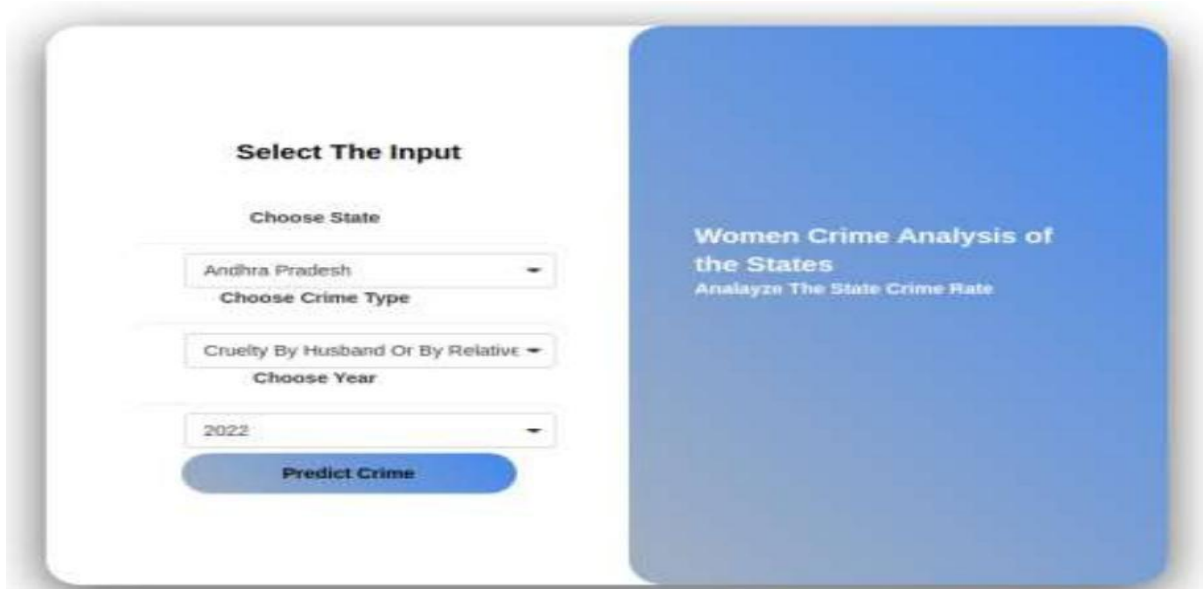 Select The Input
Choose State
Andhra Pradesh
Choose Crime Type
Cruelty By Husband Or By Relative
Choose Year
2022
Predict Crime
Women Crime Analysis of
the States
Analayze The State Crime Rate